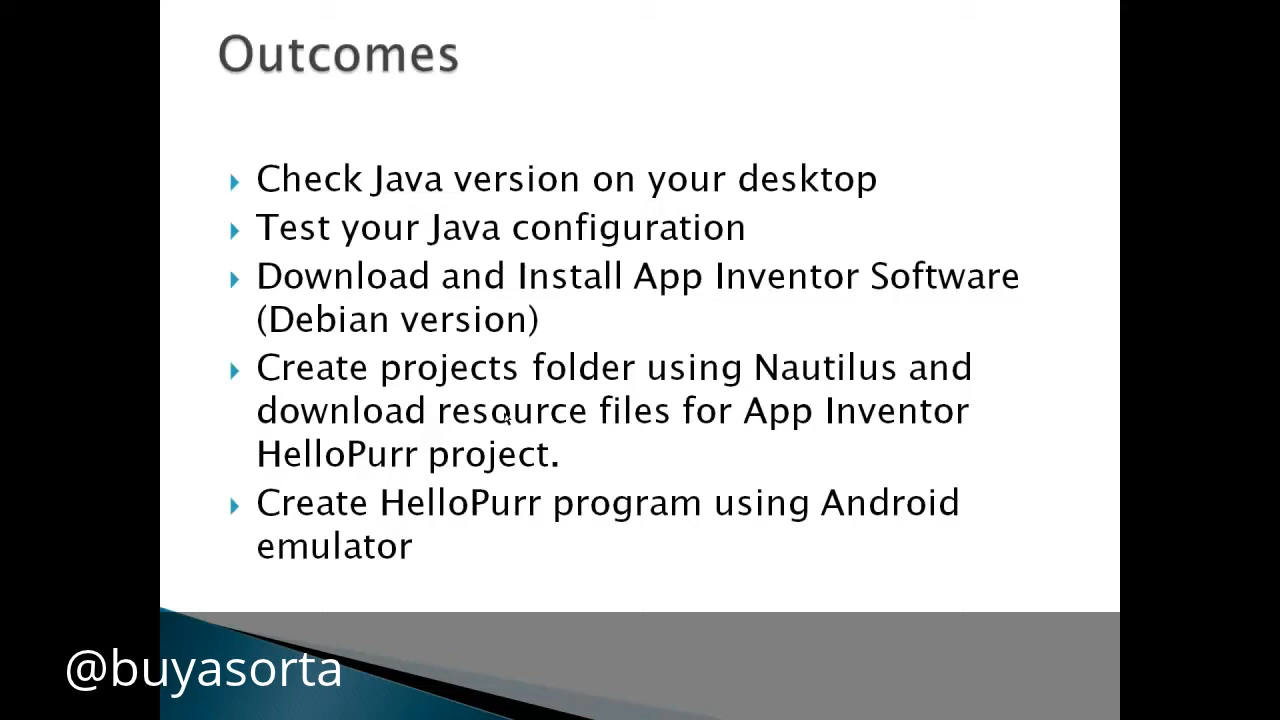 Outcomes
Check Java version on your desktop
Test your Java configuration
Download and Install App Inventor Software
(Debian version)
Create projects folder using Nautilus and
download resource files for App Inventor
HelloPurr project.
Create HelloPurr program using Android
emulator
@buyasorta